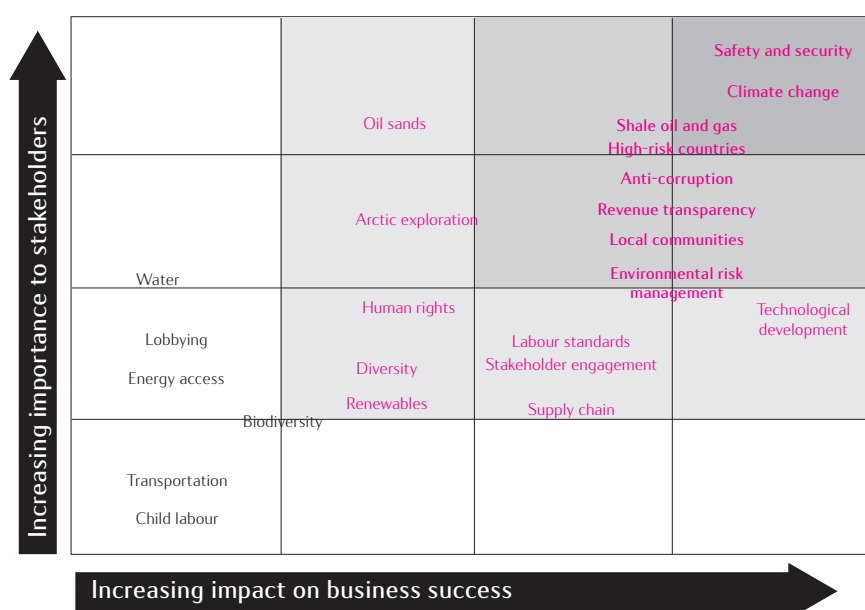 Increasing importance to stakeholders
Safety and security
Climate change
Oil sands
Shale oil and gas
High-risk countries
Anti-corruption
Revenue transparency
Arctic exploration
Local communities
Environmental risk
management
Water
Human rights
Technological
development
Lobbying
Labour standards
Stakeholder engagement
Diversity
Energy access
Renewables
Supply chain
Biodiversity
Transportation
Child labour
Increasing impact on business success